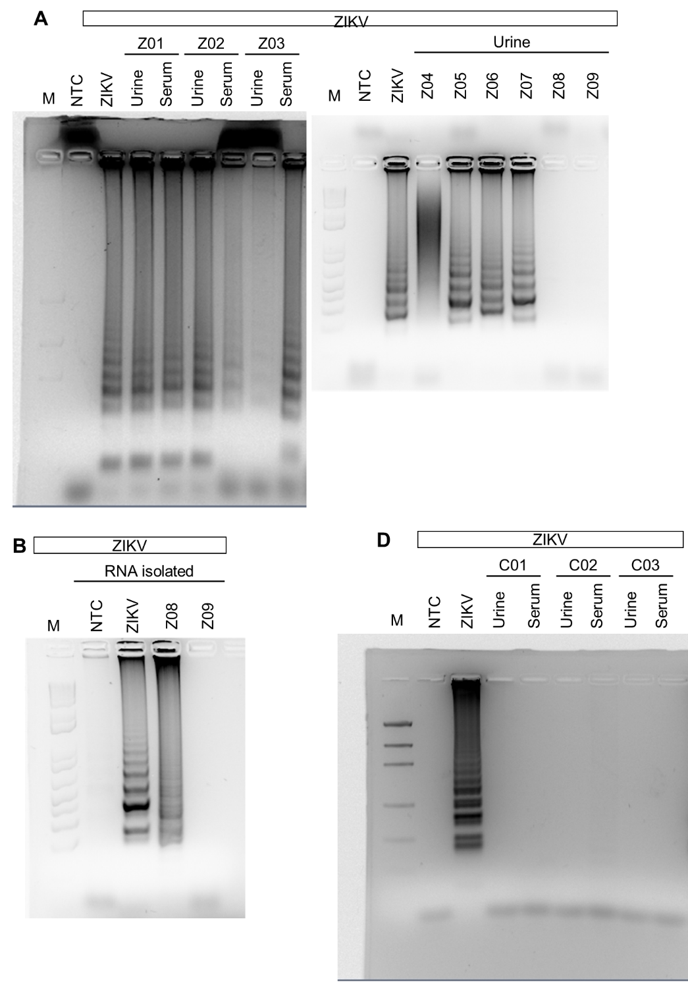 A
ZIKV
Z01 Z02 Z03 Urine
M NTC ZIKV Urine Serum Urine Serum Urine Serum M NTC ZIKV Z04 Z05 Z06 Z07 Z08 Z09
B ZIKV
RNA isolated
M NTC ZIKV Z08 Z09
D ZIKV
C01 C02 C03
M NTC ZIKV Urine Serum Urine Serum Urine Serum